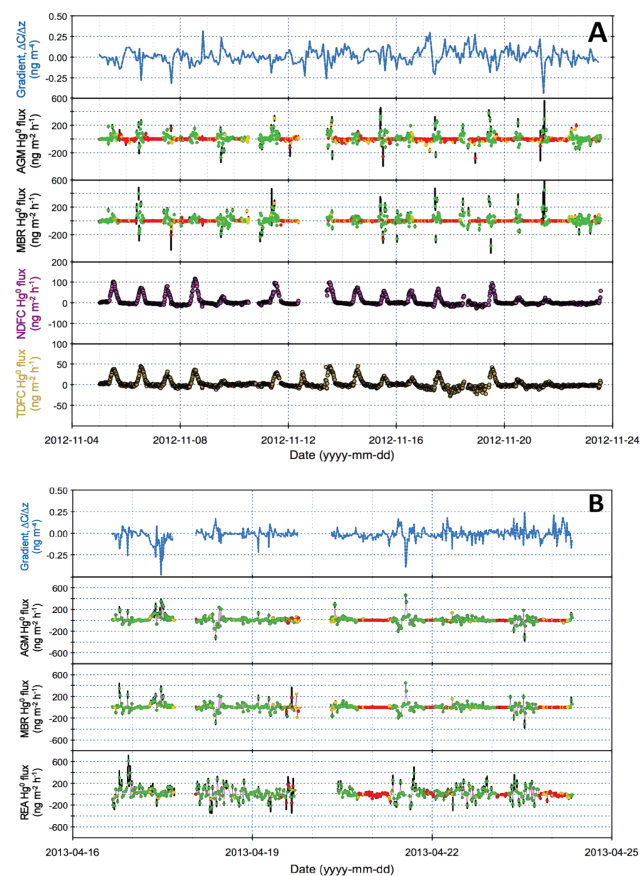 A
0.50
0.25
0.00
-0.25
Gradient, ΔC/Δz
(ng m⁻⁴)
600
200
0
-200
AGM Hg⁰ flux
(ng m⁻² h⁻¹)
600
200
0
-200
MBR Hg⁰ flux
(ng m⁻² h⁻¹)
200
100
0
-100
NDFC Hg⁰ flux
(ng m⁻² h⁻¹)
100
50
0
-50
TDFC Hg⁰ flux
(ng m⁻² h⁻¹)
2012-11-04 2012-11-08 2012-11-12 2012-11-16 2012-11-20 2012-11-24
Date (yyyy-mm-dd)
B
0.50
0.25
0.00
-0.25
Gradient, ΔC/Δz
(ng m⁻⁴)
600
400
200
0
-200
-600
AGM Hg⁰ flux
(ng m⁻² h⁻¹)
600
400
200
0
-200
-600
MBR Hg⁰ flux
(ng m⁻² h⁻¹)
600
400
200
0
-200
-600
REA Hg⁰ flux
(ng m⁻² h⁻¹)
2013-04-16 2013-04-19 2013-04-22 2013-04-25
Date (yyyy-mm-dd)